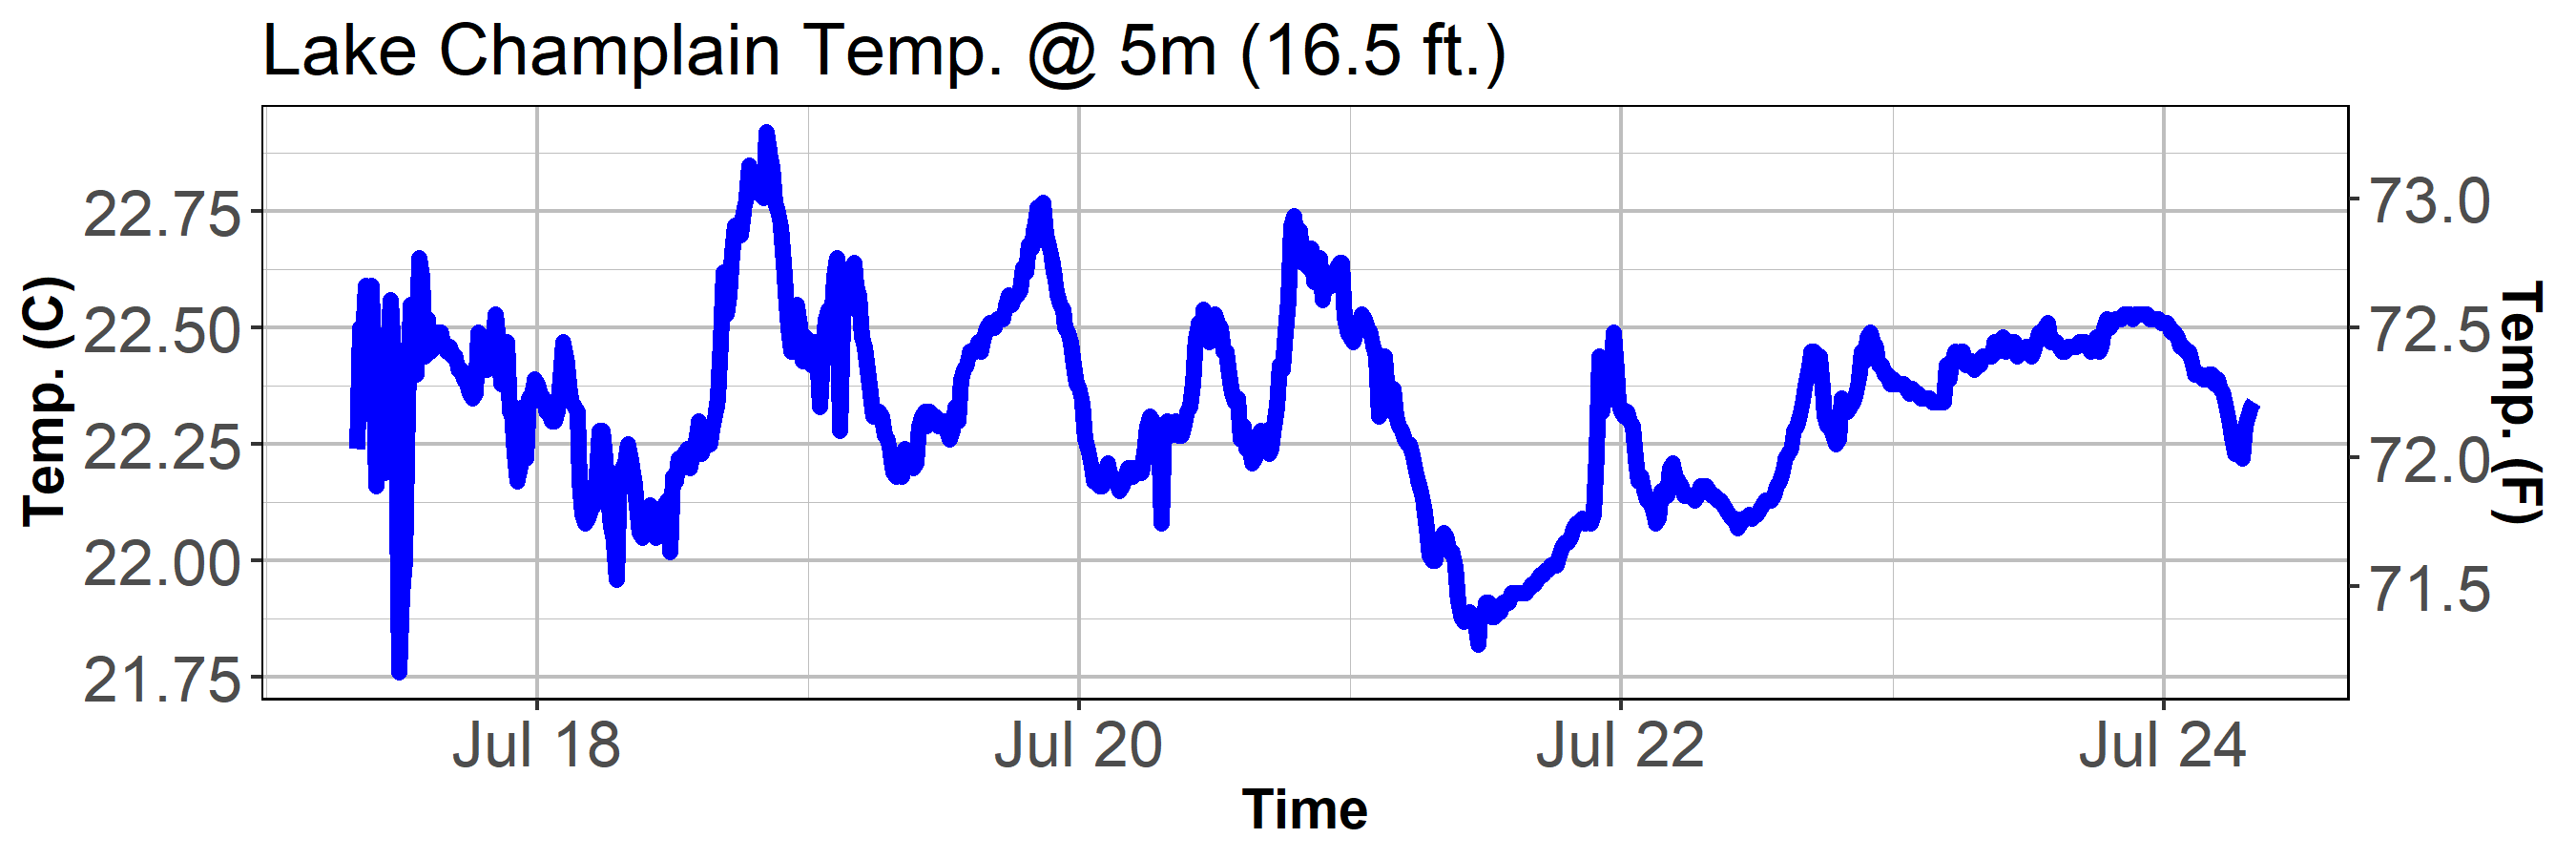 Lake Champlain Temp. @ 5m (16.5 ft.)
Temp. (C)
22.75
22.50
22.25
22.00
21.75
73.0
72.5
72.0
71.5
Temp. (F)
Jul 18
Jul 20
Jul 22
Jul 24
Time